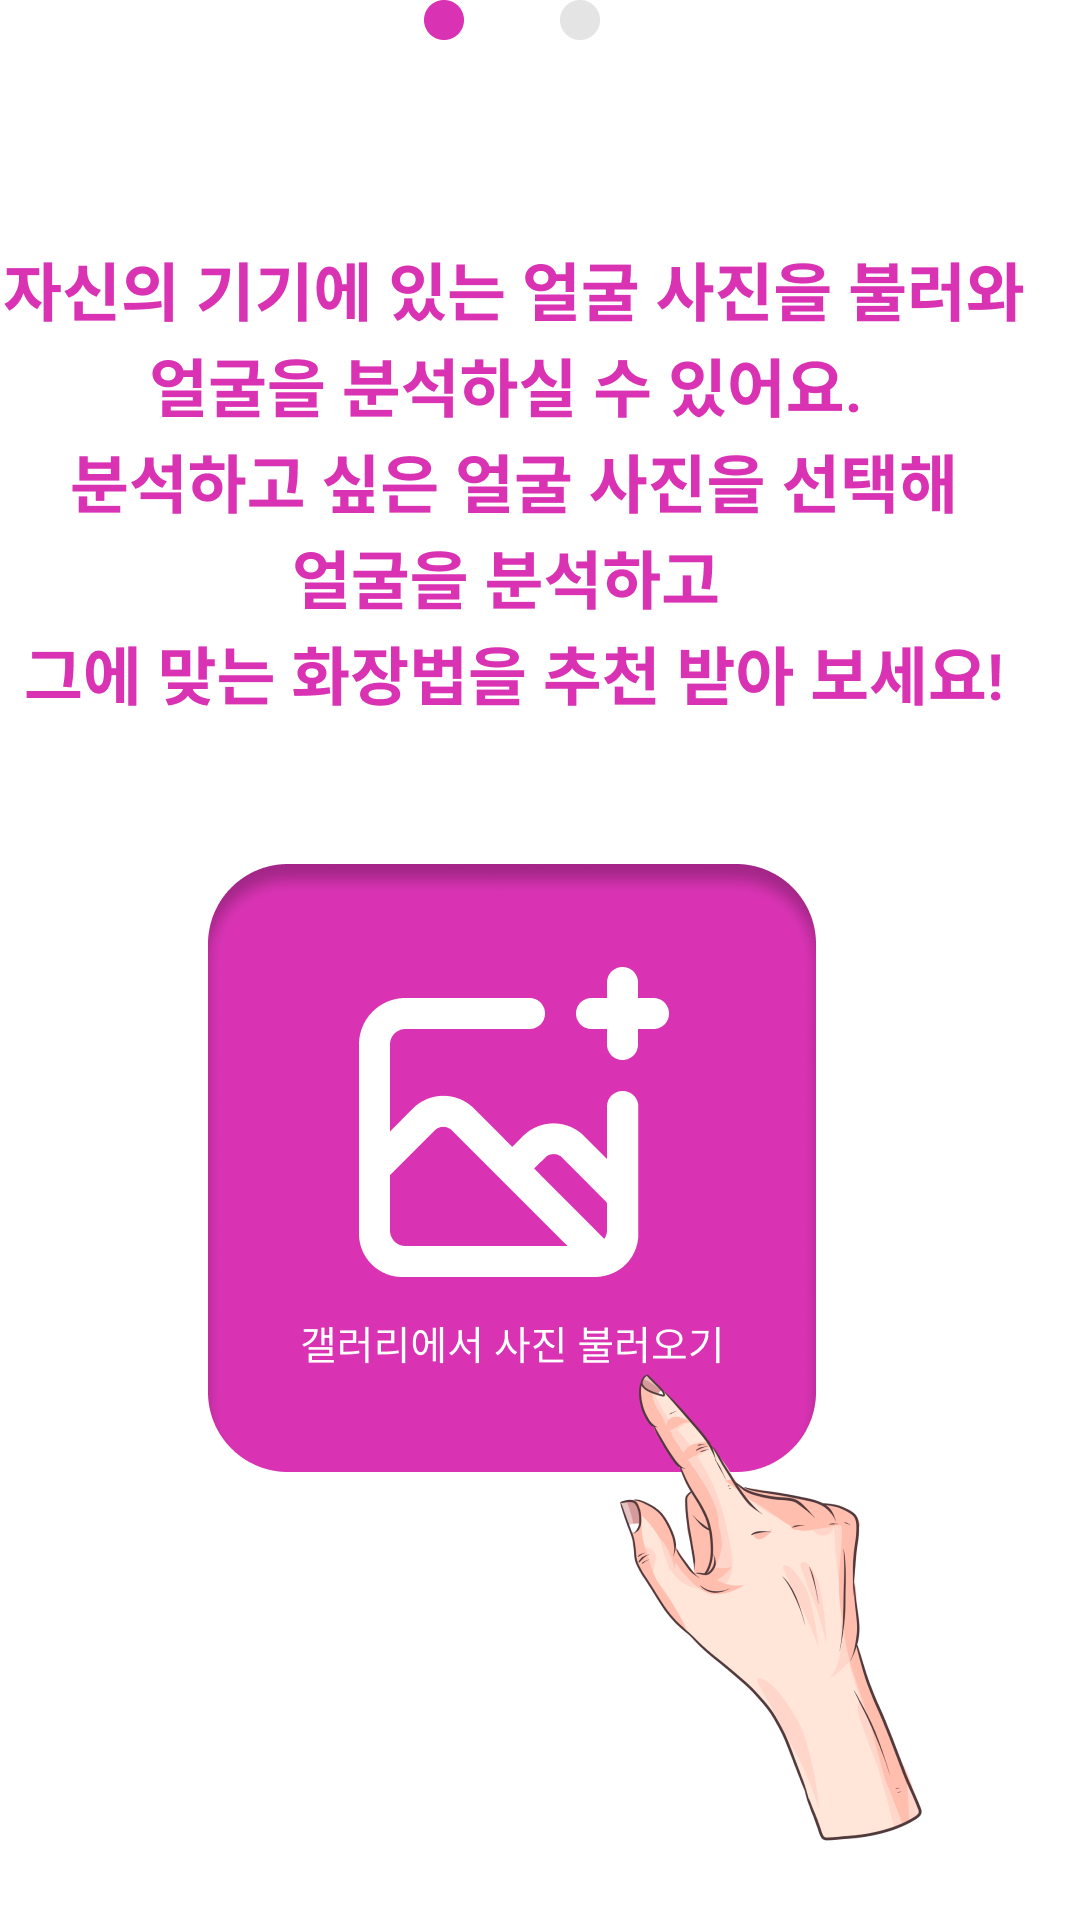 자신의 기기에 있는 얼굴 사진을 불러와
얼굴을 분석하실 수 있어요.
분석하고 싶은 얼굴 사진을 선택해
얼굴을 분석하고
그에 맞는 화장법을 추천 받아 보세요!
갤러리에서 사진 불러오기